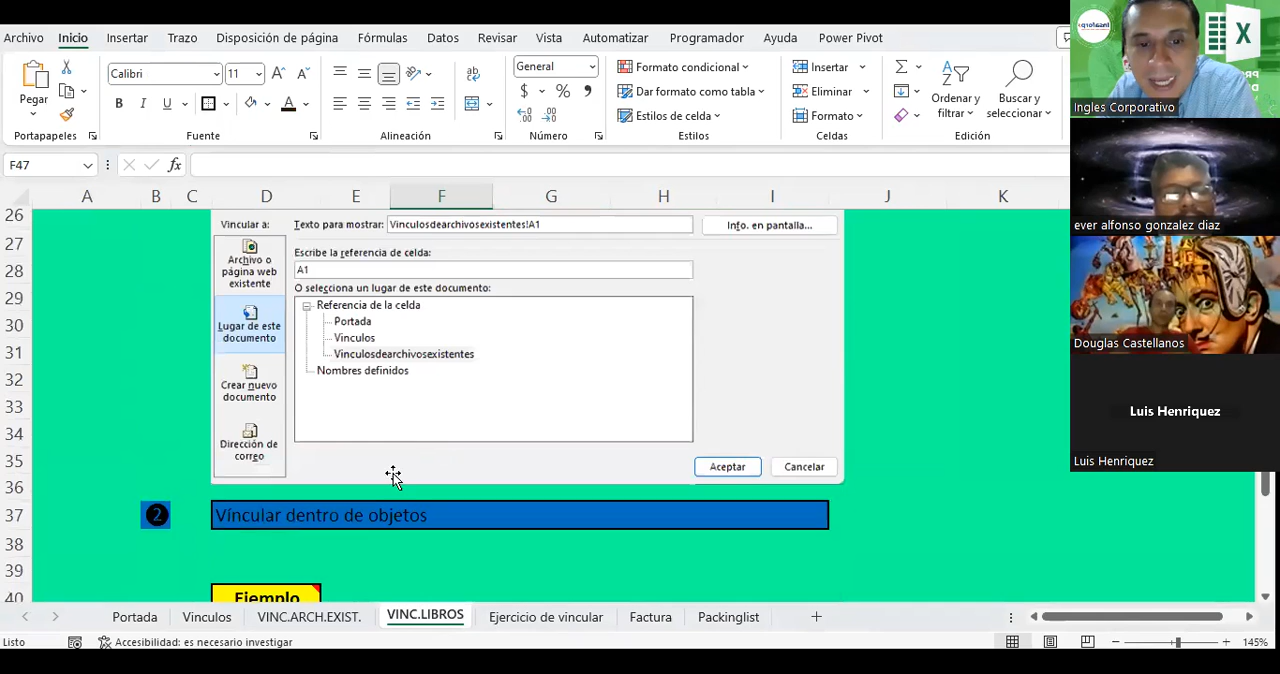 Archivo Inicio Insertar Trazo Disposición de página Fórmulas Datos Revisar Vista Automatizar Programador Ayuda Power Pivot
Pegar
Calibri 11
General
Formato condicional
Dar formato como tabla
Estilos de celda
Insertar
Eliminar
Formato
Ordenar y filtrar
Buscar y seleccionar
Portapapeles Fuente Alineación Número Estilos Celdas Edición
F47 fx
A B C D E F G H I J K
26
27
28
29
30
31
32
33
34
35
36
37
38
39
40
Vincular a: Texto para mostrar: Vinculosdearchivosexistentes!A1 Info. en pantalla...
Archivo o
página web
existente
Lugar de este
documento
Crear nuevo
documento
Dirección de
correo
Escribe la referencia de celda:
A1
O selecciona un lugar de este documento:
Referencia de la celda
Portada
Vinculos
Vinculosdearchivosexistentes
Nombres definidos
Aceptar Cancelar
2 Víncular dentro de objetos
Ejemplo
Portada Vinculos VINC.ARCH.EXIST. VINC.LIBROS Ejercicio de vincular Factura Packinglist
Listo Accesibilidad: es necesario investigar 145%
Ingles Corporativo
ever alfonso gonzalez diaz
Douglas Castellanos
Luis Henriquez
Luis Henriquez